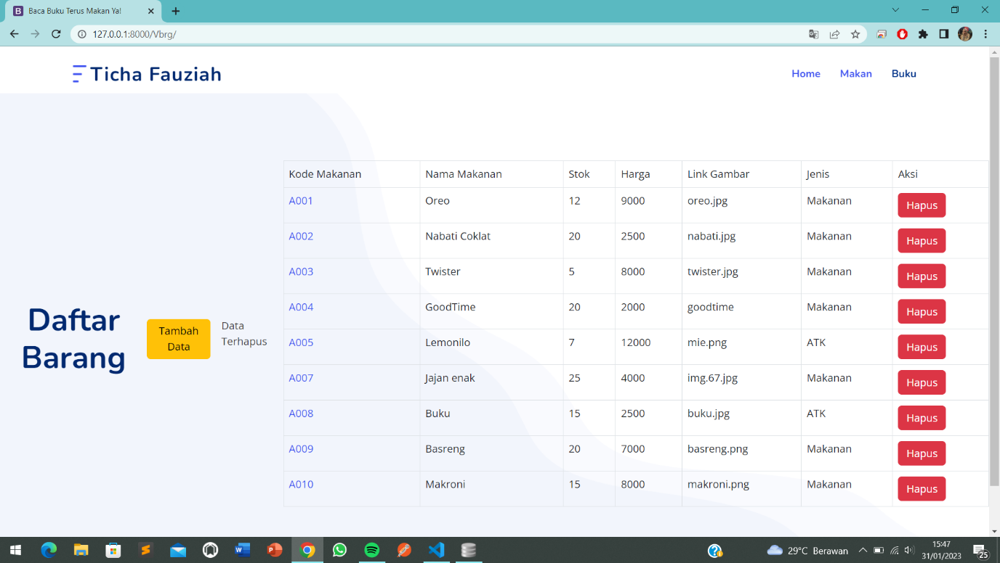 Baca Buku Terus Makan Ya!
127.0.0.1:8000/Vbrg/
Ticha Fauziah
Home Makan Buku
Daftar
Barang
Tambah
Data
Data
Terhapus
Kode Makanan Nama Makanan Stok Harga Link Gambar Jenis Aksi
A001 Oreo 12 9000 oreo.jpg Makanan Hapus
A002 Nabati Coklat 20 2500 nabati.jpg Makanan Hapus
A003 Twister 5 8000 twister.jpg Makanan Hapus
A004 GoodTime 20 2000 goodtime Makanan Hapus
A005 Lemonilo 7 12000 mie.png ATK Hapus
A007 Jajan enak 25 4000 img.67.jpg Makanan Hapus
A008 Buku 15 2500 buku.jpg ATK Hapus
A009 Basreng 20 7000 basreng.png Makanan Hapus
A010 Makroni 15 8000 makroni.png Makanan Hapus
29°C Berawan
15:47
31/01/2023
25